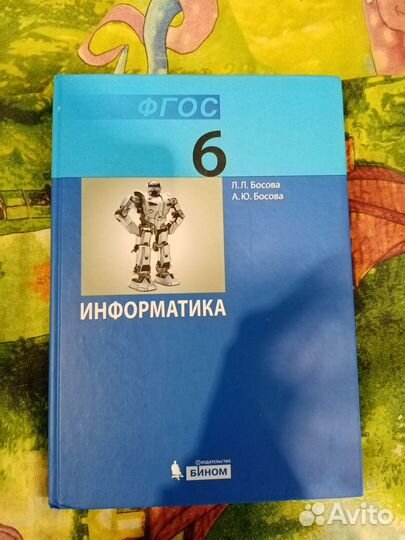 ФГОС
6
Л.Л. Босова
А.Ю. Босова
ИНФОРМАТИКА
ИЗДАТЕЛЬСТВО
БИНОМ
Avito